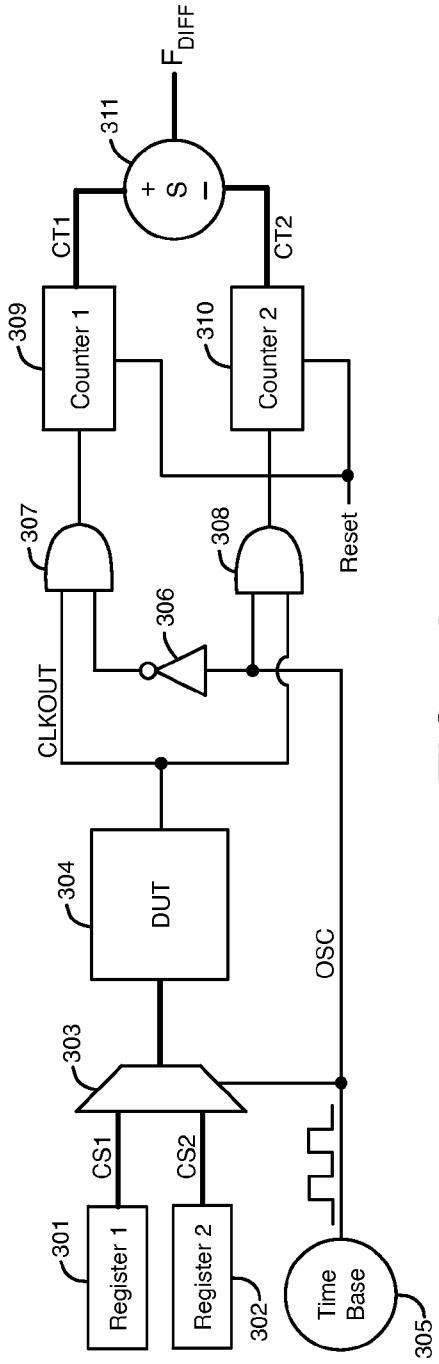 301
Register 1
CS1
Register 2
302
CS2
303
304
DUT
Time
Base
305
OSC
CLKOUT
306
307
308
309
Counter 1
310
Counter 2
Reset
CT1
CT2
311
+
S
−
F_DIFF